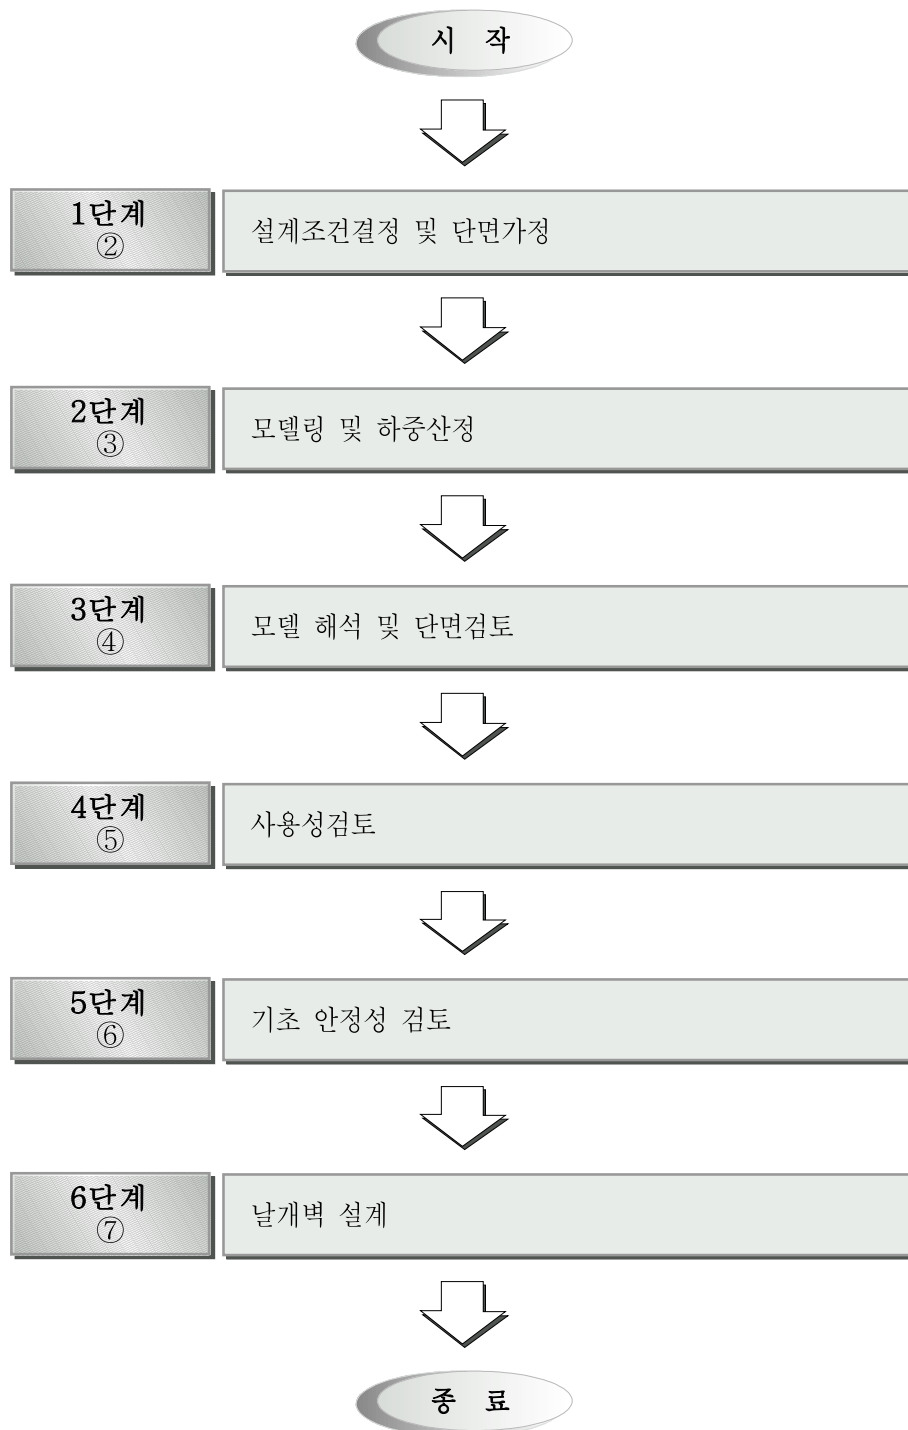 시 작
1단계
②
설계조건결정 및 단면가정
2단계
③
모델링 및 하중산정
3단계
④
모델 해석 및 단면검토
4단계
⑤
사용성검토
5단계
⑥
기초 안정성 검토
6단계
⑦
날개벽 설계
종 료